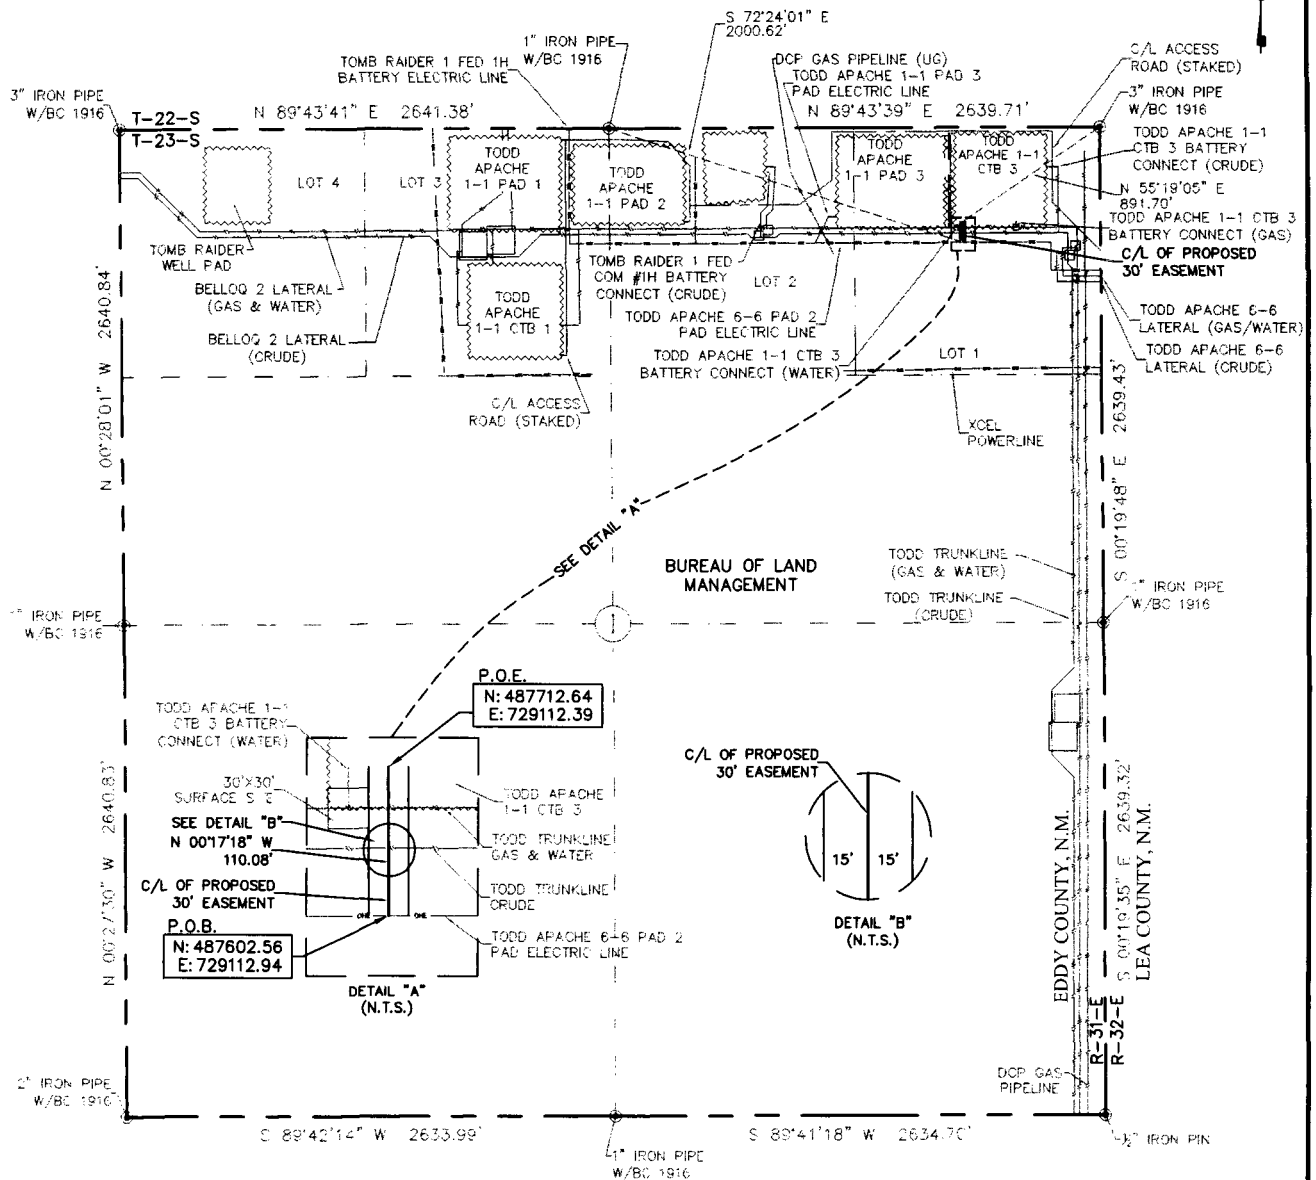 S 72°24'01" E
2000.62'
1" IRON PIPE
W/BC 1916
TOMB RAIDER 1 FED 1H
BATTERY ELECTRIC LINE
DCP GAS PIPELINE (UG)
TODD APACHE 1-1 PAD 3
PAD ELECTRIC LINE
C/L ACCESS
ROAD (STAKED)
3" IRON PIPE
W/BC 1916
N 89°43'41" E 2641.38'
N 89°43'39" E 2639.71'
3" IRON PIPE
W/BC 1916
T-22-S
T-23-S
TODD APACHE 1-1
CTB 3 BATTERY
CONNECT (CRUDE)
N 55°19'05" E
891.70'
TODD APACHE 1-1 CTB 3
BATTERY CONNECT (GAS)
C/L OF PROPOSED
30' EASEMENT
LOT 4
LOT 3
TODD
APACHE
1-1 PAD 1
TODD
APACHE
1-1 PAD 2
TODD
APACHE
1-1 PAD 3
TODD
APACHE 1-1
CTB 3
TOMB RAIDER
WELL PAD
BELLOQ 2 LATERAL
(GAS & WATER)
BELLOQ 2 LATERAL
(CRUDE)
TODD
APACHE
1-1 CTB 1
TOMB RAIDER 1 FED
COM #1H BATTERY
CONNECT (CRUDE)
LOT 2
TODD APACHE 6-6 PAD 2
PAD ELECTRIC LINE
TODD APACHE 1-1 CTB 3
BATTERY CONNECT (WATER)
LOT 1
TODD APACHE 6-6
LATERAL (GAS/WATER)
TODD APACHE 6-6
LATERAL (CRUDE)
C/L ACCESS
ROAD (STAKED)
XCEL
POWERLINE
N 00°28'01" W 2640.84'
S 00°19'48" E 2639.43'
SEE DETAIL "A"
BUREAU OF LAND
MANAGEMENT
TODD TRUNKLINE
(GAS & WATER)
TODD TRUNKLINE
(CRUDE)
1" IRON PIPE
W/BC 1916
1" IRON PIPE
W/BC 1916
1
P.O.E.
N: 487712.64
E: 729112.39
TODD APACHE 1-1
CTB 3 BATTERY
CONNECT (WATER)
30'X30'
SURFACE SITE
SEE DETAIL "B"
N 00°17'18" W
110.08'
C/L OF PROPOSED
30' EASEMENT
P.O.B.
N: 487602.56
E: 729112.94
TODD APACHE
1-1 CTB 3
TODD TRUNKLINE
GAS & WATER
TODD TRUNKLINE
CRUDE
OHE
OHE
TODD APACHE 6-6 PAD 2
PAD ELECTRIC LINE
DETAIL "A"
(N.T.S.)
C/L OF PROPOSED
30' EASEMENT
15'
15'
DETAIL "B"
(N.T.S.)
N 00°27'30" W 2640.83'
S 00°19'35" E 2639.32'
EDDY COUNTY, N.M.
LEA COUNTY, N.M.
R-31-E
R-32-E
DCP GAS
PIPELINE
2" IRON PIPE
W/BC 1916
S 89°42'14" W 2633.99'
S 89°41'18" W 2634.70'
1" IRON PIPE
W/BC 1916
½" IRON PIN